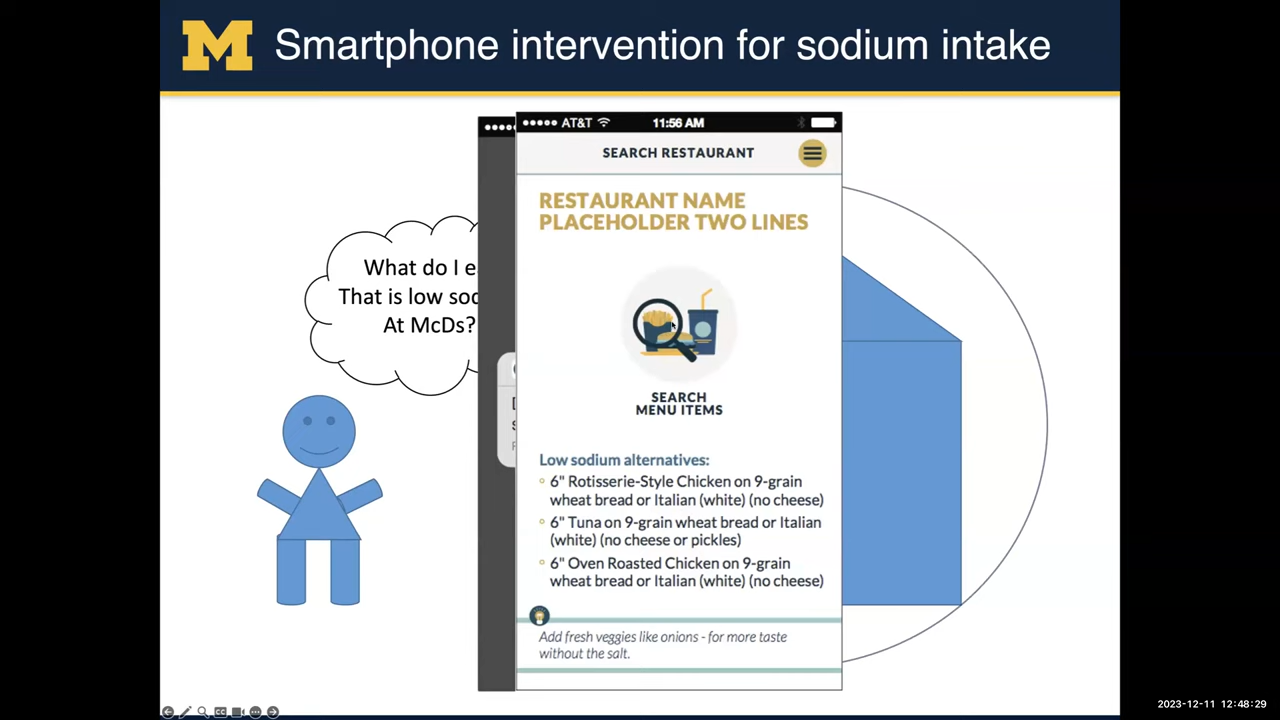 M Smartphone intervention for sodium intake
AT&T 11:56 AM
SEARCH RESTAURANT
RESTAURANT NAME
PLACEHOLDER TWO LINES
What do I e
That is low soc
At McDs?
SEARCH
MENU ITEMS
Low sodium alternatives:
6" Rotisserie-Style Chicken on 9-grain
wheat bread or Italian (white) (no cheese)
6" Tuna on 9-grain wheat bread or Italian
(white) (no cheese or pickles)
6" Oven Roasted Chicken on 9-grain
wheat bread or Italian (white) (no cheese)
Add fresh veggies like onions - for more taste
without the salt.
CC
2023-12-11 12:48:29